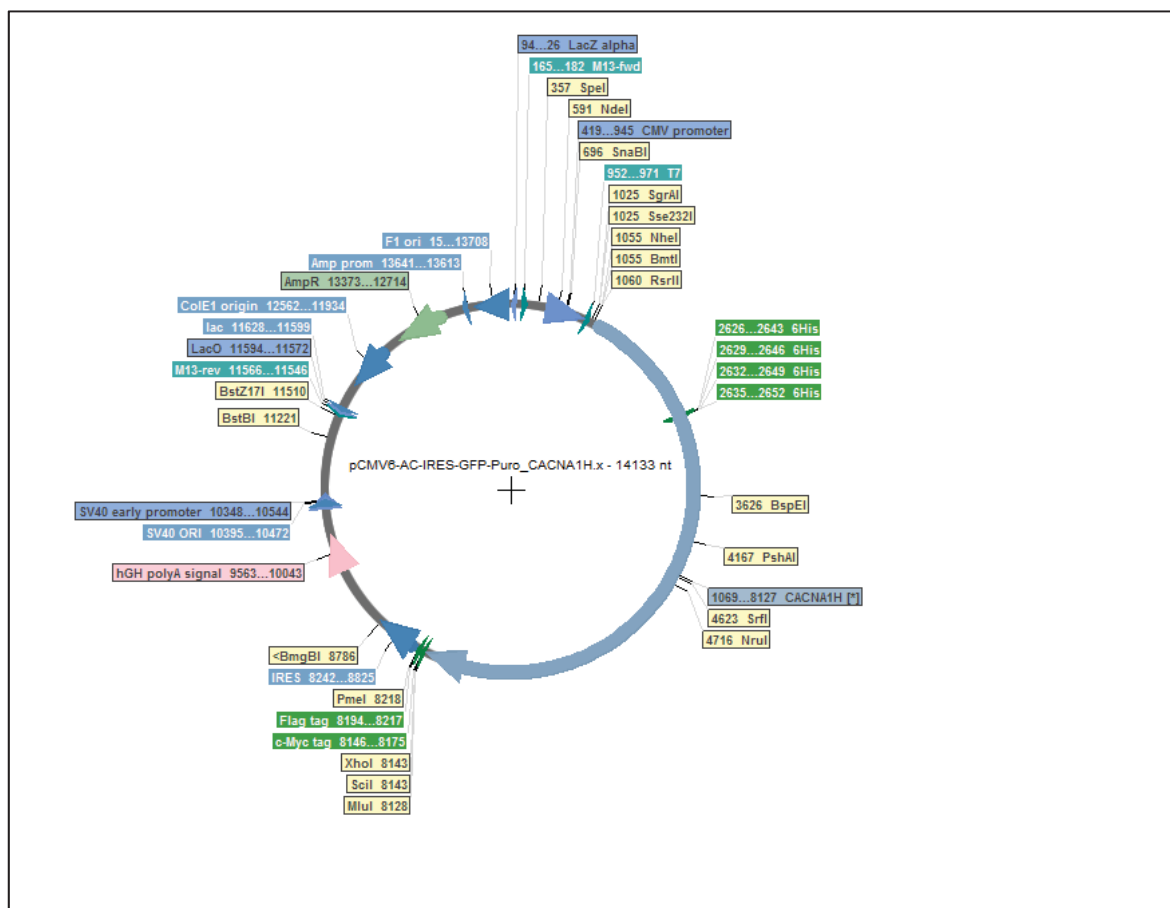 94...26 LacZ alpha
165...182 M13-fwd
357 SpeI
591 NdeI
419...945 CMV promoter
696 SnaBI
952...971 T7
1025 SgrAI
1025 Sse232I
1055 NheI
1055 BmtI
1060 RsrII
F1 ori 15...13708
Amp prom 13641...13613
AmpR 13373...12714
ColE1 origin 12562...11934
lac 11628...11599
LacO 11594...11572
M13-rev 11566...11546
BstZ17I 11510
BstBI 11221
2626...2643 6His
2629...2646 6His
2632...2649 6His
2635...2652 6His
pCMV6-AC-IRES-GFP-Puro_CACNA1H.x - 14133 nt
3626 BspEI
4167 PshAI
1069...8127 CACNA1H [*]
4623 SrfI
4716 NruI
SV40 early promoter 10348...10544
SV40 ORI 10395...10472
hGH polyA signal 9563...10043
<BmgBI 8786
IRES 8242...8825
PmeI 8218
Flag tag 8194...8217
c-Myc tag 8146...8175
XhoI 8143
SciI 8143
MluI 8128